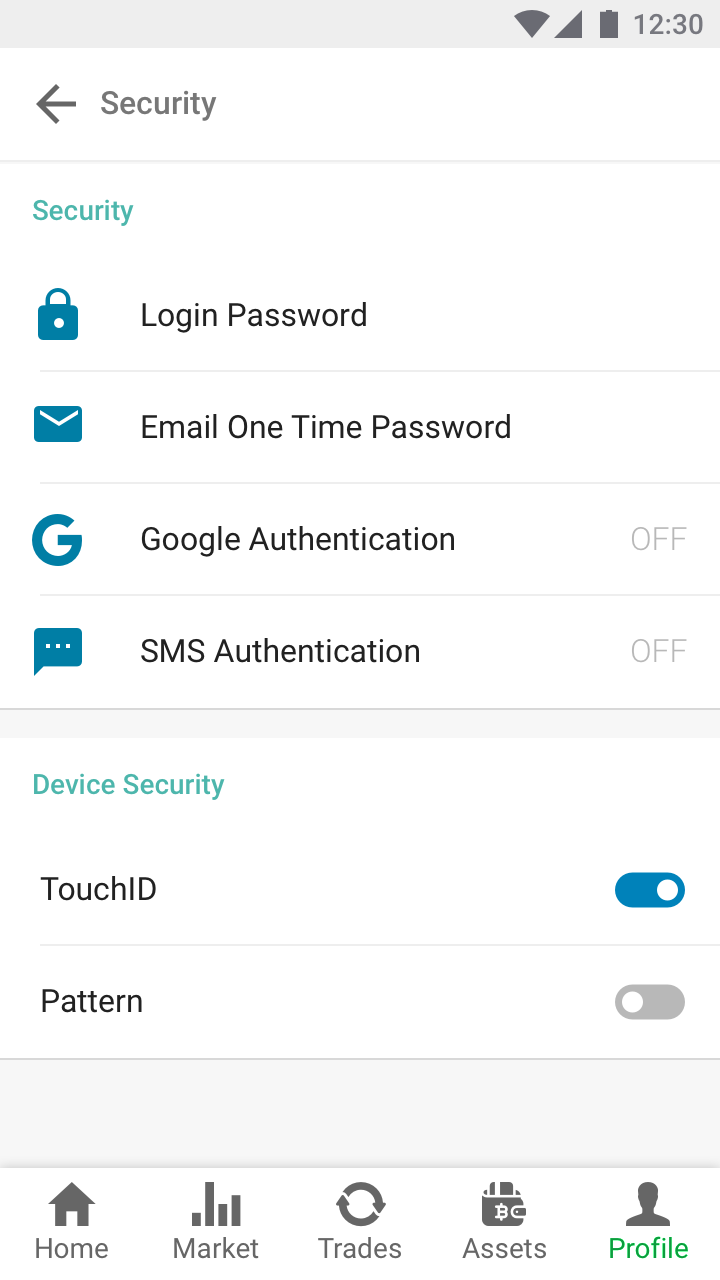 12:30
Security
Security
Login Password
Email One Time Password
Google Authentication OFF
SMS Authentication OFF
Device Security
TouchID
Pattern
Home Market Trades Assets Profile